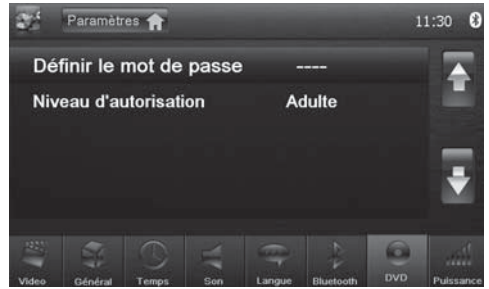 Paramètres 11:30
Définir le mot de passe ----
Niveau d'autorisation Adulte
Video Général Temps Son Langue Bluetooth DVD Puissance